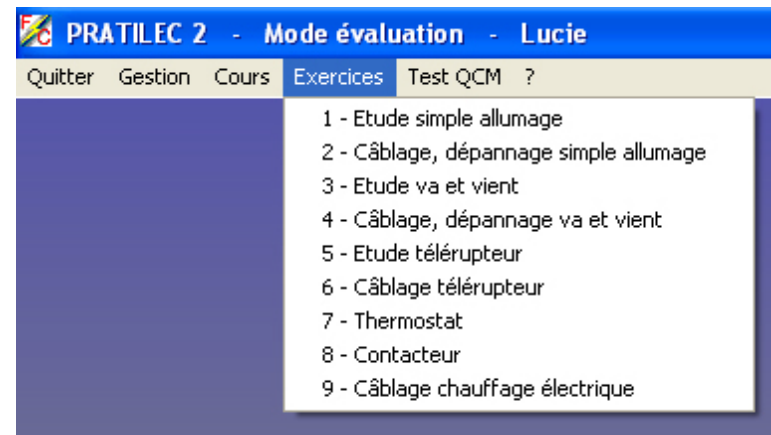 PRATILEC 2 - Mode évaluation - Lucie
Quitter Gestion Cours Exercices Test QCM ?
1 - Etude simple allumage
2 - Câblage, dépannage simple allumage
3 - Etude va et vient
4 - Câblage, dépannage va et vient
5 - Etude télérupteur
6 - Câblage télérupteur
7 - Thermostat
8 - Contacteur
9 - Câblage chauffage électrique